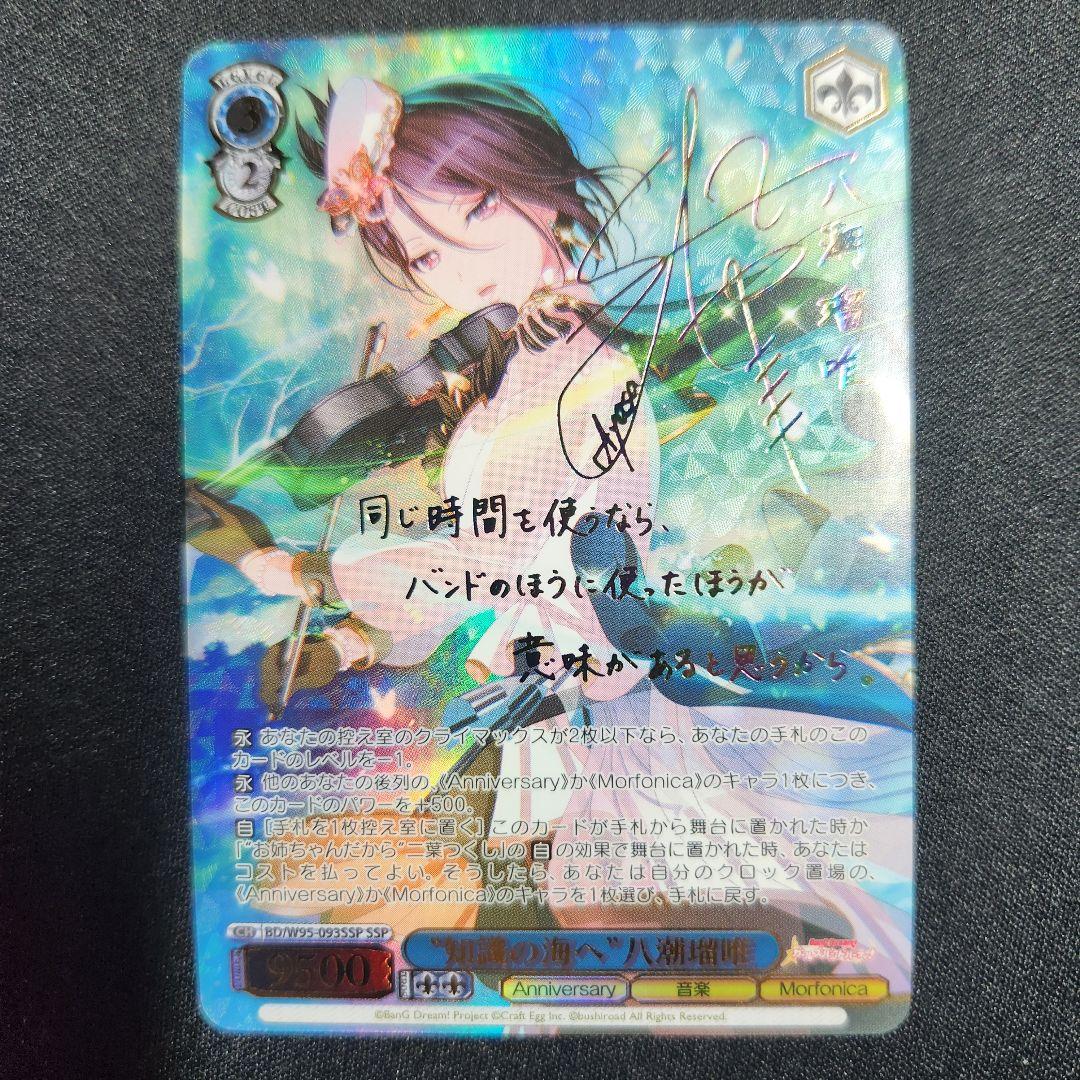 LEVEL
3
2
COST
八潮瑠唯
同じ時間を使うなら、
バンドのほうに使ったほうが
意味があると思うから。
永 あなたの控え室のクライマックスが2枚以下なら、あなたの手札のこの
カードのレベルを－1。
永 他のあなたの後列の、《Anniversary》か《Morfonica》のキャラ1枚につき、
このカードのパワーを＋500。
自 ［手札を1枚控え室に置く］ このカードが手札から舞台に置かれた時か
「“お姉ちゃんだから”二葉つくし」の 自 の効果で舞台に置かれた時、あなたは
コストを払ってよい。そうしたら、あなたは自分のクロック置場の、
《Anniversary》か《Morfonica》のキャラを1枚選び、手札に戻す。
CH BD/W95-093SSP SSP
9500
“知識の海へ”八潮瑠唯
Anniversary 音楽 Morfonica
©BanG Dream! Project ©Craft Egg Inc. ©bushiroad All Rights Reserved.